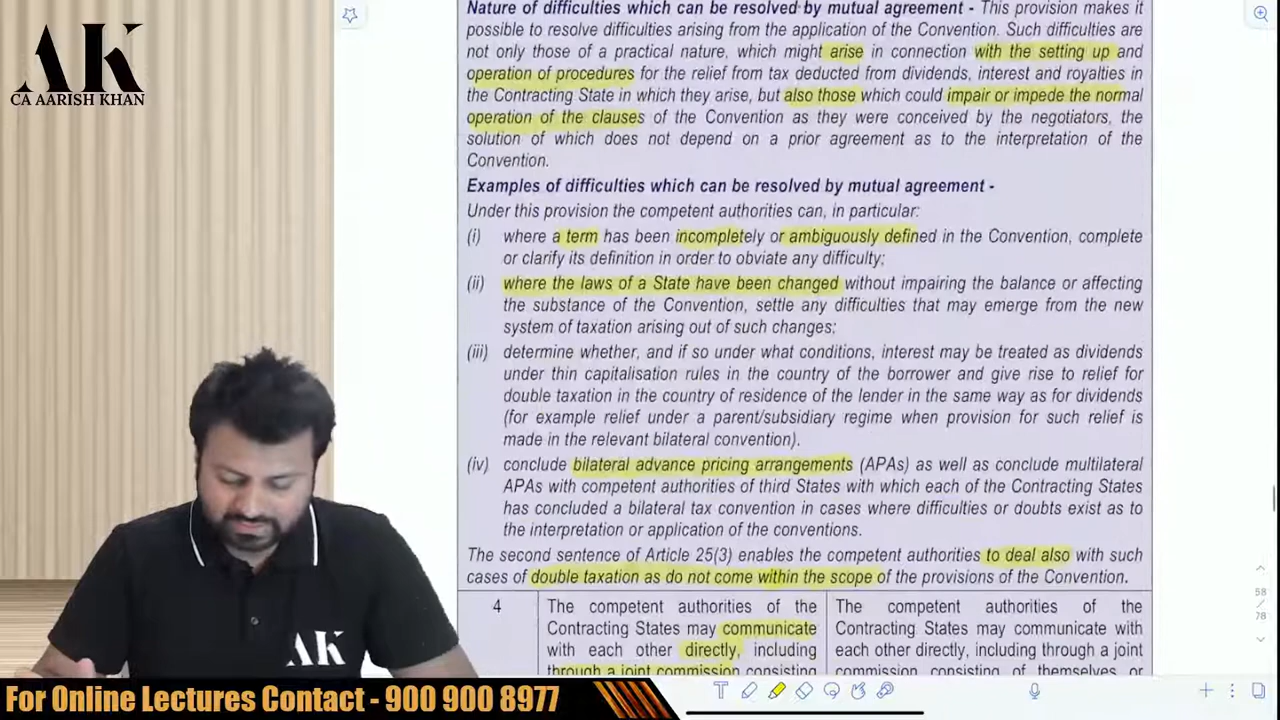 AK
CA AARISH KHAN
Nature of difficulties which can be resolved by mutual agreement - This provision makes it
possible to resolve difficulties arising from the application of the Convention. Such difficulties are
not only those of a practical nature, which might arise in connection with the setting up and
operation of procedures for the relief from tax deducted from dividends, interest and royalties in
the Contracting State in which they arise, but also those which could impair or impede the normal
operation of the clauses of the Convention as they were conceived by the negotiators, the
solution of which does not depend on a prior agreement as to the interpretation of the
Convention.
Examples of difficulties which can be resolved by mutual agreement -
Under this provision the competent authorities can, in particular:
(i) where a term has been incompletely or ambiguously defined in the Convention, complete
or clarify its definition in order to obviate any difficulty;
(ii) where the laws of a State have been changed without impairing the balance or affecting
the substance of the Convention, settle any difficulties that may emerge from the new
system of taxation arising out of such changes;
(iii) determine whether, and if so under what conditions, interest may be treated as dividends
under thin capitalisation rules in the country of the borrower and give rise to relief for
double taxation in the country of residence of the lender in the same way as for dividends
(for example relief under a parent/subsidiary regime when provision for such relief is
made in the relevant bilateral convention).
(iv) conclude bilateral advance pricing arrangements (APAs) as well as conclude multilateral
APAs with competent authorities of third States with which each of the Contracting States
has concluded a bilateral tax convention in cases where difficulties or doubts exist as to
the interpretation or application of the conventions.
The second sentence of Article 25(3) enables the competent authorities to deal also with such
cases of double taxation as do not come within the scope of the provisions of the Convention.
4
The competent authorities of the
Contracting States may communicate
with each other directly, including
through a joint commission consisting
The competent authorities of the
Contracting States may communicate with
each other directly, including through a joint
commission consisting of themselves or
58
/
78
AK
For Online Lectures Contact - 900 900 8977